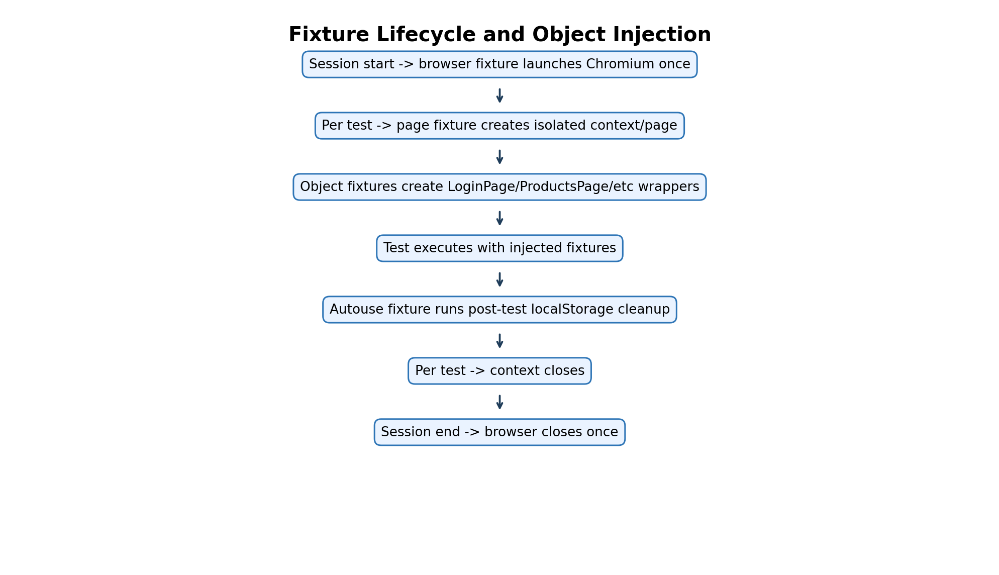 Fixture Lifecycle and Object Injection
Session start -> browser fixture launches Chromium once
Per test -> page fixture creates isolated context/page
Object fixtures create LoginPage/ProductsPage/etc wrappers
Test executes with injected fixtures
Autouse fixture runs post-test localStorage cleanup
Per test -> context closes
Session end -> browser closes once